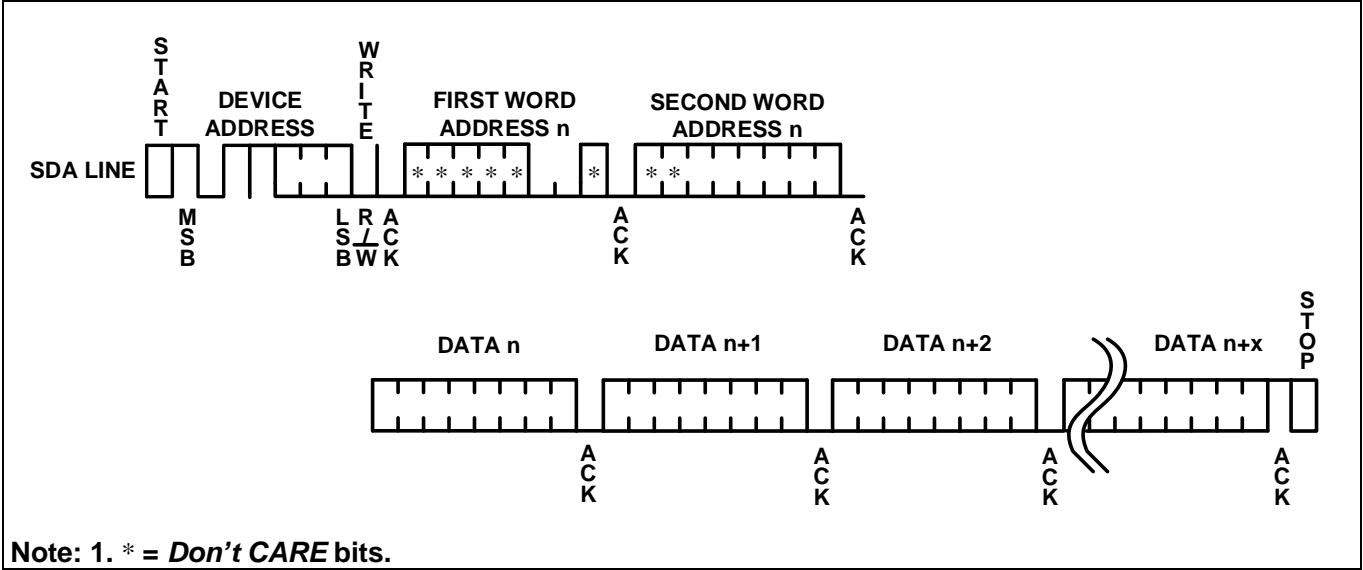 START
WRITE
DEVICE
ADDRESS
FIRST WORD
ADDRESS n
SECOND WORD
ADDRESS n
SDA LINE
* * * * *
*
* *
MSB
LSB
R/W
ACK
ACK
ACK
STOP
DATA n
DATA n+1
DATA n+2
DATA n+x
ACK
ACK
ACK
ACK
Note: 1. * = Don't CARE bits.